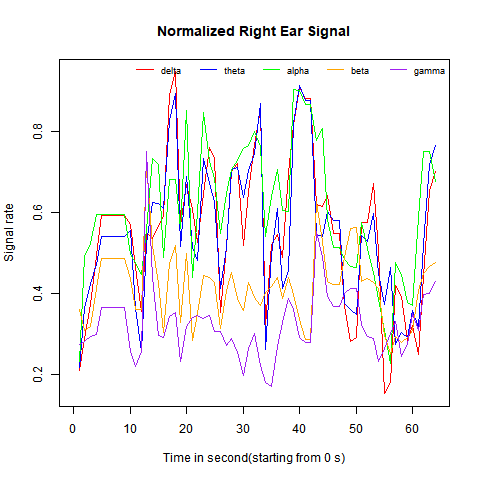 Normalized Right Ear Signal
delta theta alpha beta gamma
Signal rate
0.8
0.6
0.4
0.2
0 10 20 30 40 50 60
Time in second(starting from 0 s)